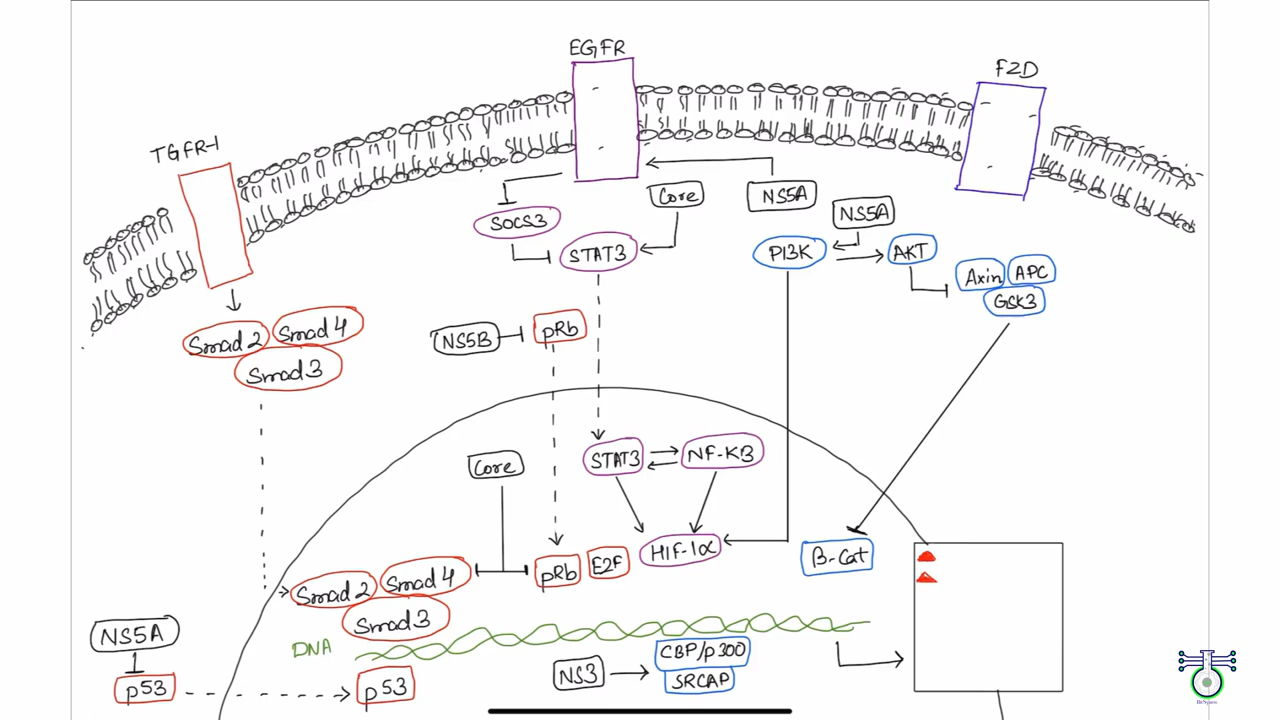 EGFR
FZD
TGFR-1
Core
NS5A
NS5A
SOCS3
STAT3
PI3K
AKT
Axin
APC
GSK3
Smad 2
Smad 4
Smad 3
NS5B
pRb
STAT3
NF-KB
Core
HIF-1α
β-Cat
pRb
E2F
Smad 2
Smad 4
Smad 3
DNA
NS5A
CBP/p300
NS3
SRCAP
p53
p53